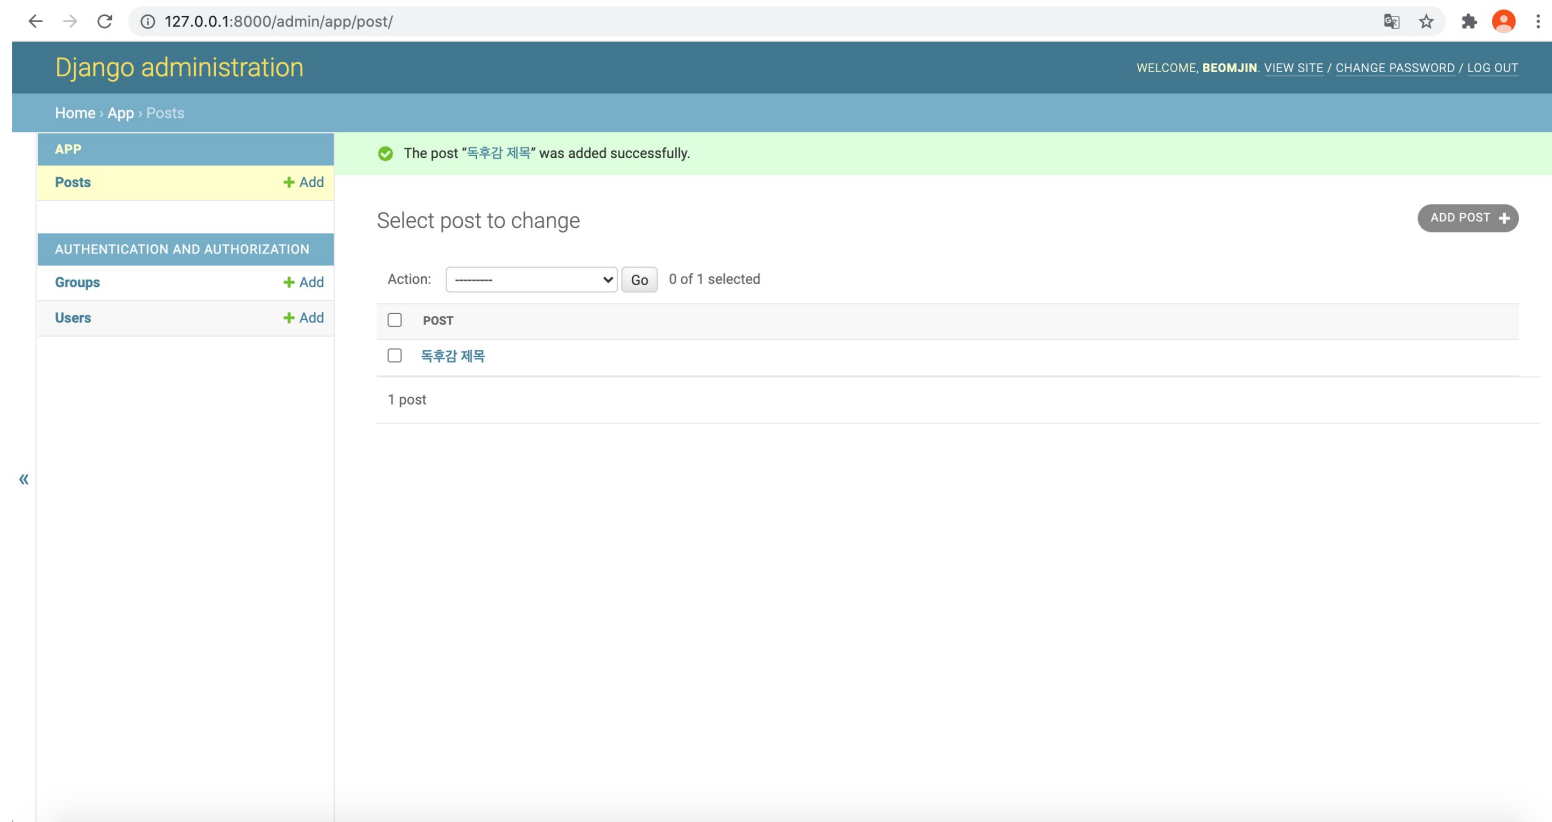 127.0.0.1:8000/admin/app/post/
Django administration
WELCOME, BEOMJIN. VIEW SITE / CHANGE PASSWORD / LOG OUT
Home › App › Posts
APP
Posts
Add
AUTHENTICATION AND AUTHORIZATION
Groups
Add
Users
Add
«
The post “독후감 제목” was added successfully.
Select post to change
ADD POST
Action: --------- Go 0 of 1 selected
POST
독후감 제목
1 post